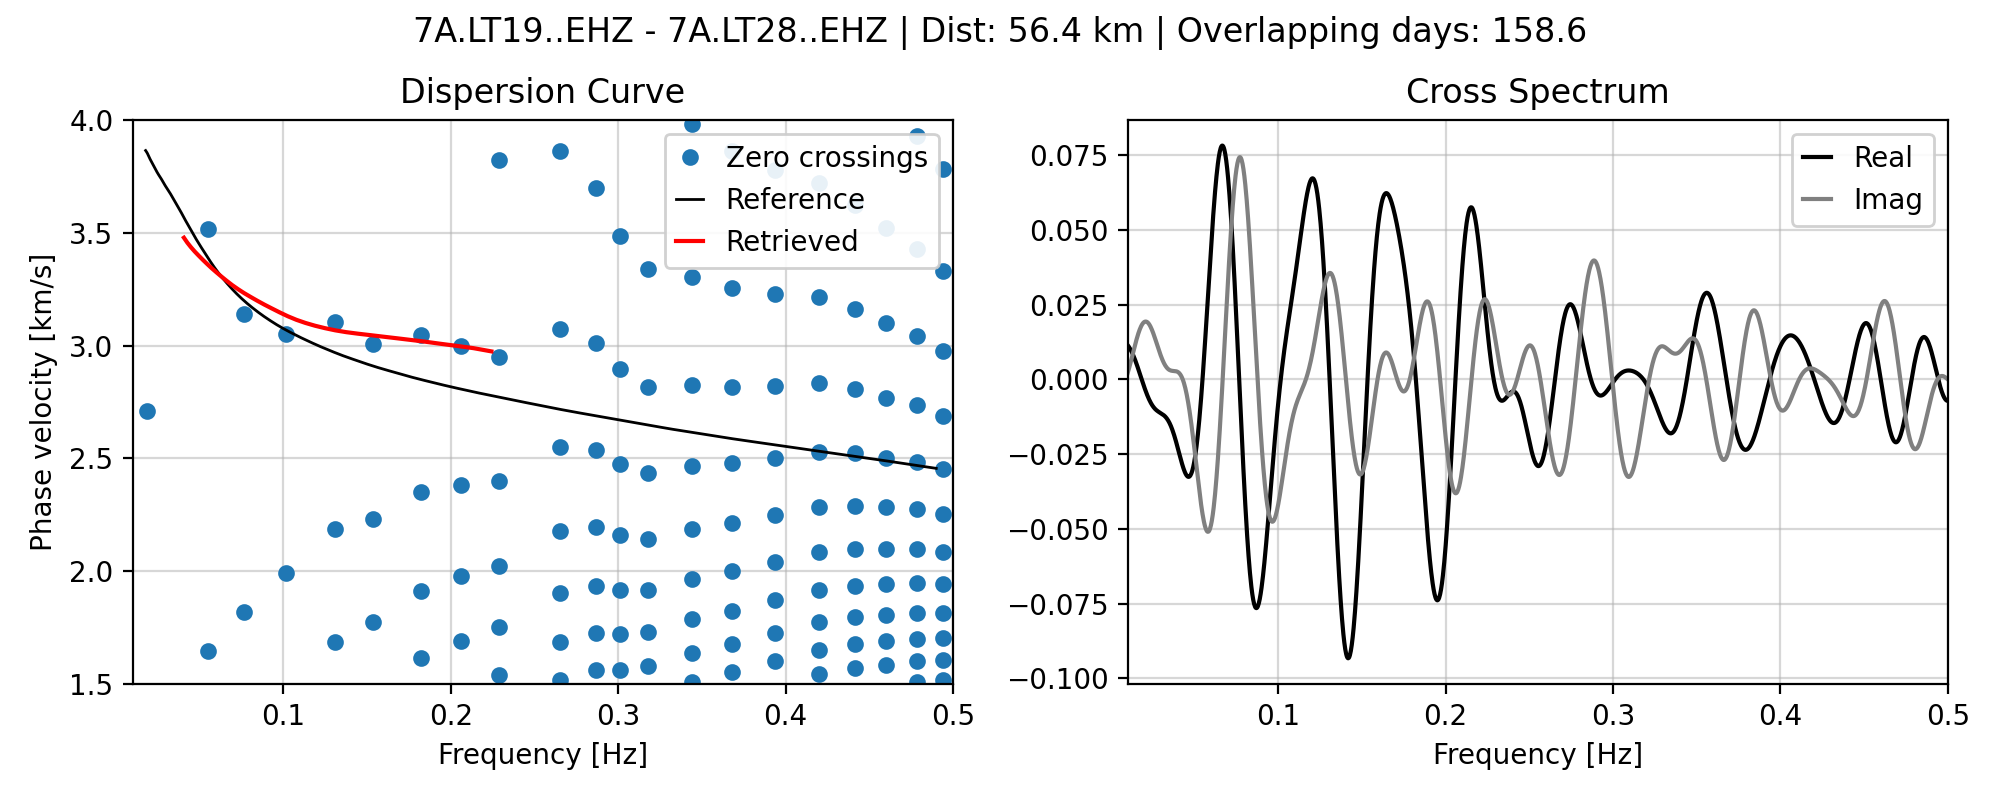 7A.LT19..EHZ - 7A.LT28..EHZ | Dist: 56.4 km | Overlapping days: 158.6
Dispersion Curve
4.0
3.5
3.0
2.5
2.0
1.5
Phase velocity [km/s]
0.1
0.2
0.3
0.4
0.5
Frequency [Hz]
Zero crossings
Reference
Retrieved
Cross Spectrum
0.075
0.050
0.025
0.000
−0.025
−0.050
−0.075
−0.100
0.1
0.2
0.3
0.4
0.5
Frequency [Hz]
Real
Imag